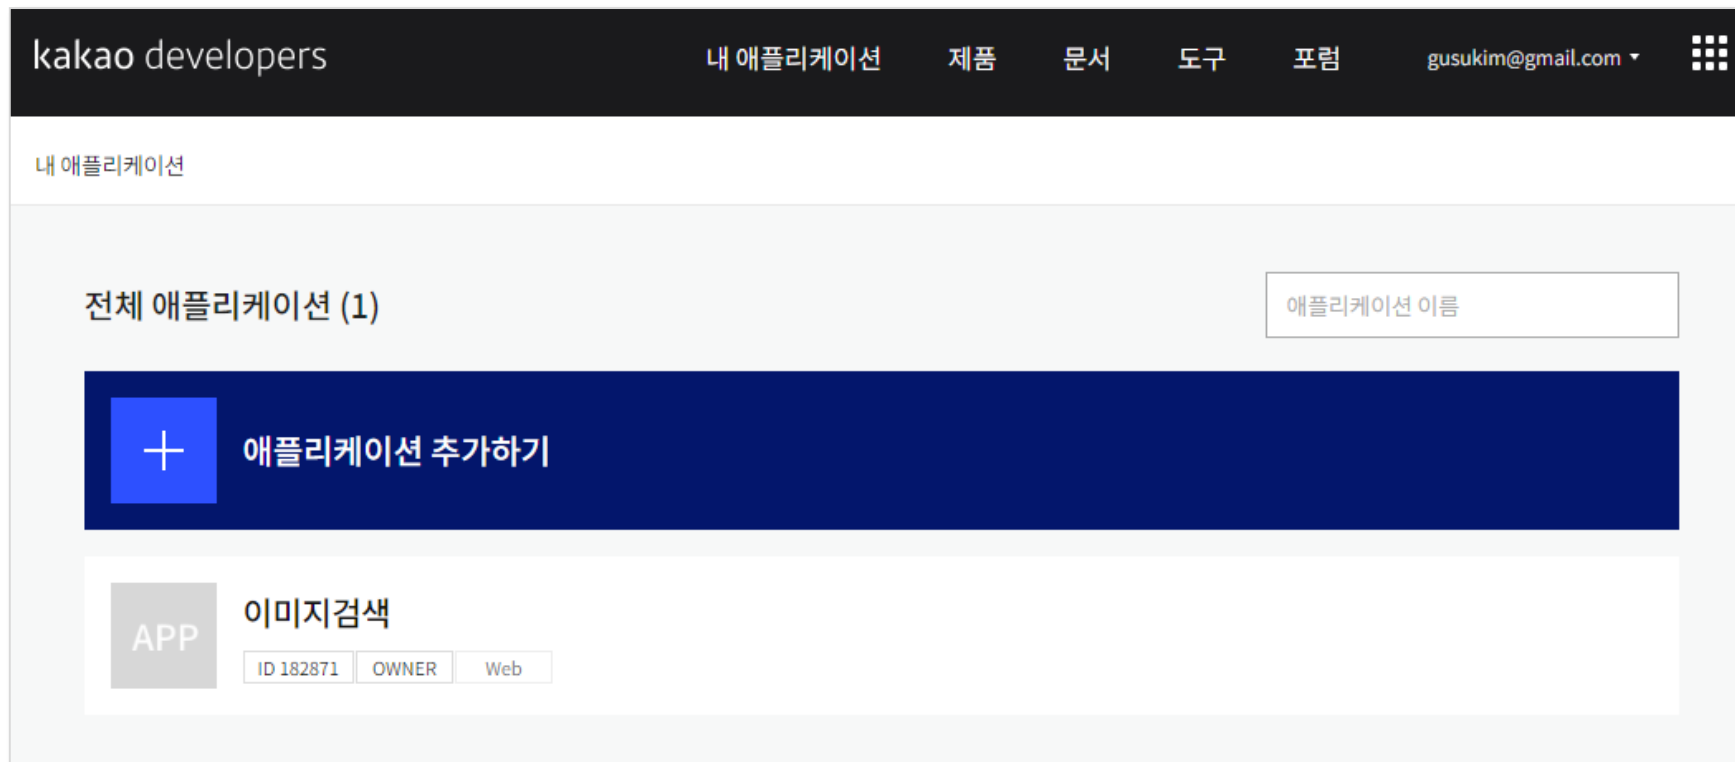 kakao developers 내 애플리케이션 제품 문서 도구 포럼 gusukim@gmail.com
내 애플리케이션
전체 애플리케이션 (1) 애플리케이션 이름
애플리케이션 추가하기
APP 이미지검색
ID 182871 OWNER Web